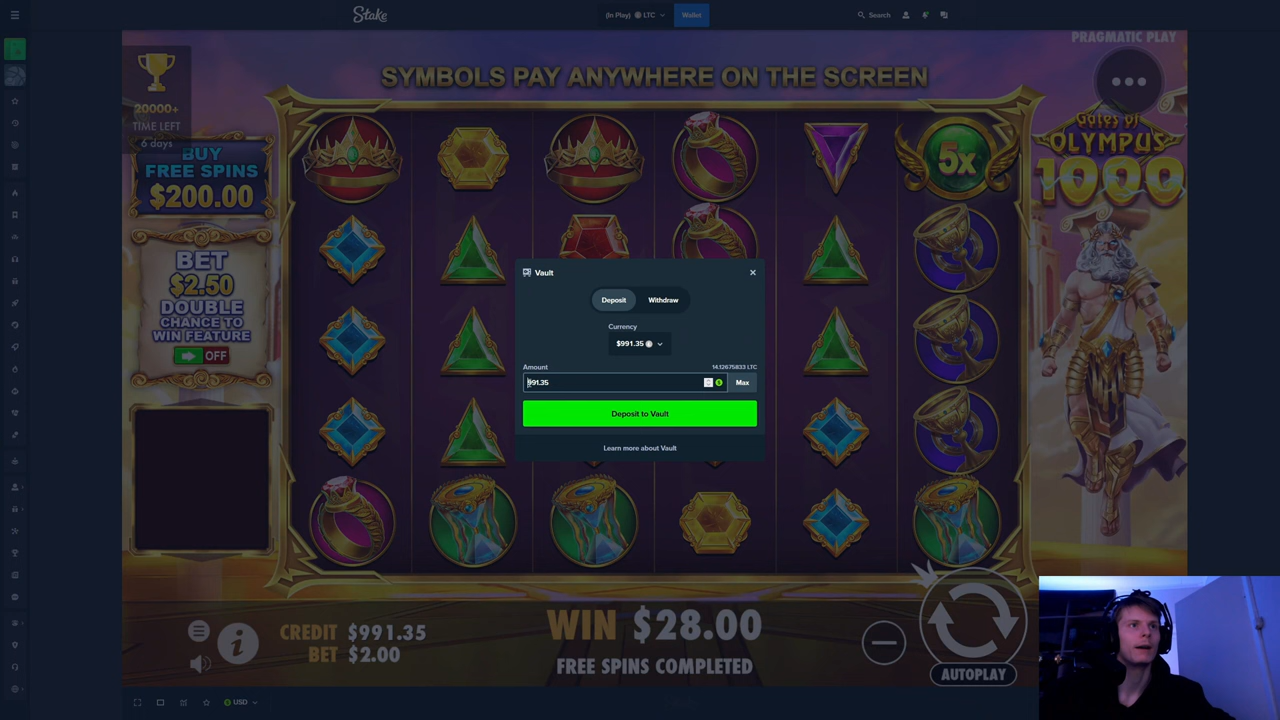 Stake
(In Play) LTC
Wallet
Search
PRAGMATIC PLAY
SYMBOLS PAY ANYWHERE ON THE SCREEN
20000+
TIME LEFT
6 days
BUY
FREE SPINS
$200.00
BET
$2.50
DOUBLE
CHANCE TO
WIN FEATURE
OFF
5x
Gates of
OLYMPUS
1000
Vault
Deposit
Withdraw
Currency
$991.35
Amount
14.12675833 LTC
991.35
Max
Deposit to Vault
Learn more about Vault
CREDIT $991.35
BET $2.00
WIN $28.00
FREE SPINS COMPLETED
AUTOPLAY
USD